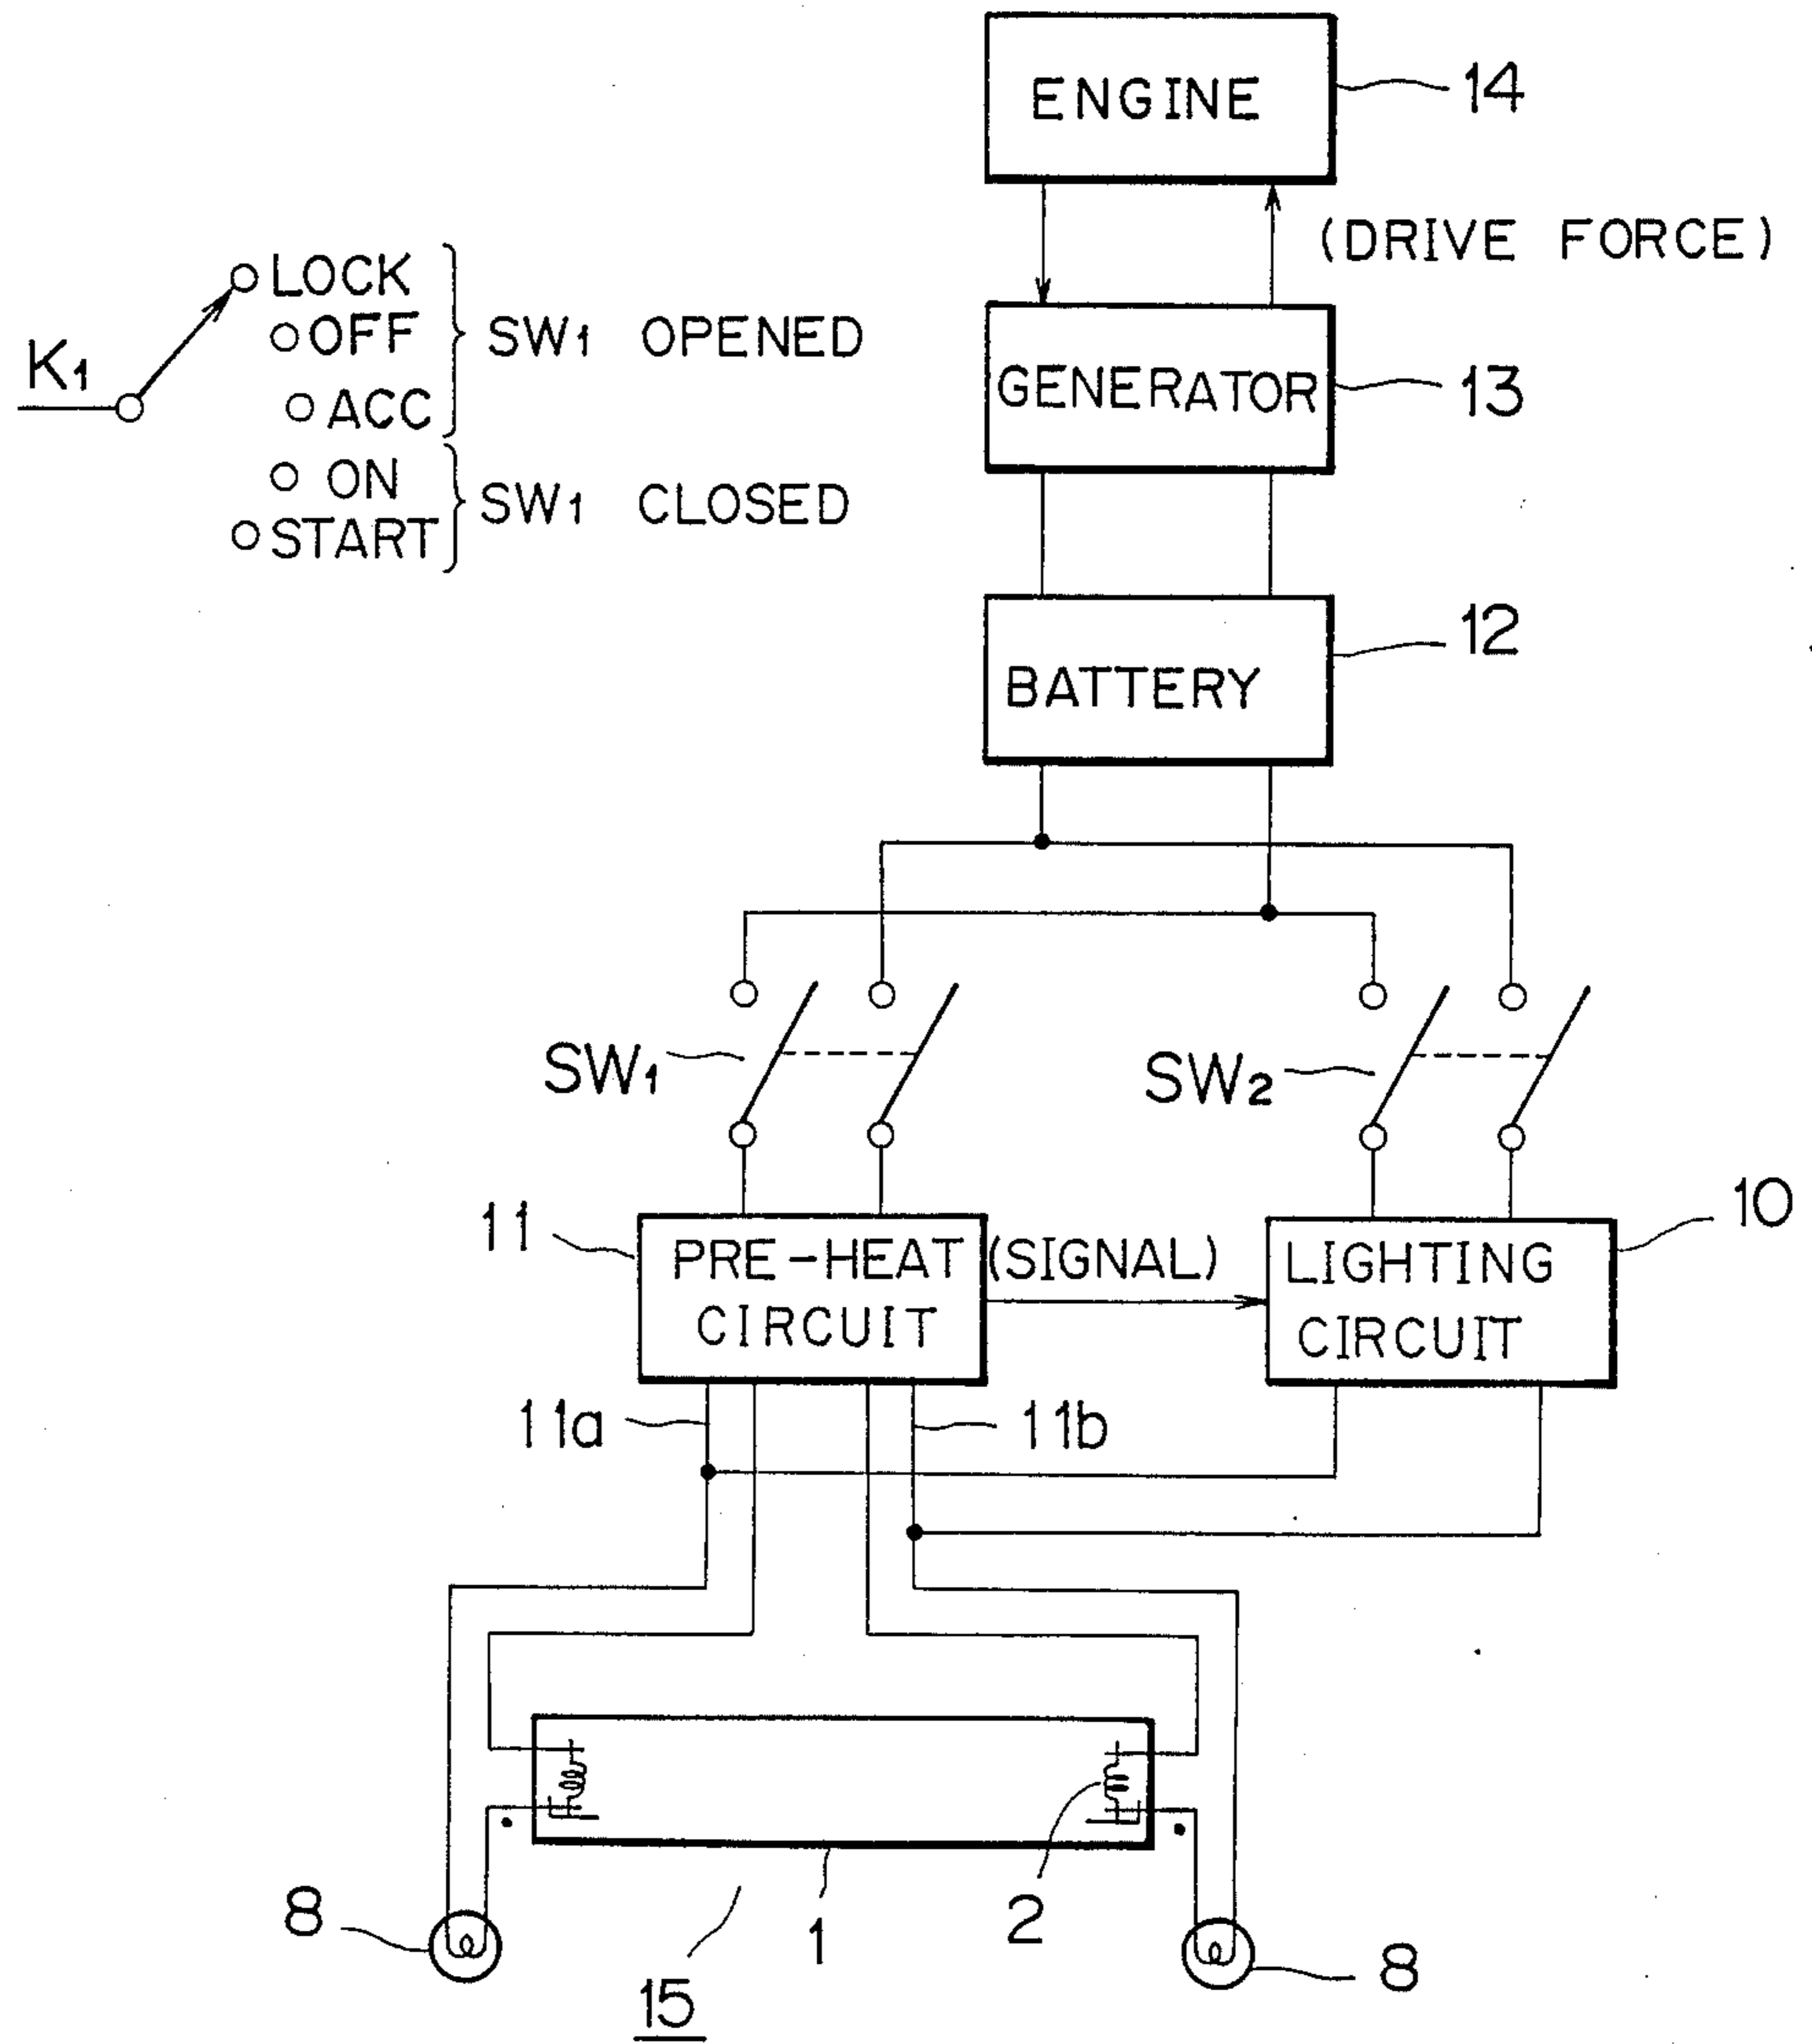 ENGINE
14
(DRIVE FORCE)
K1
LOCK
OFF
ACC
SW1 OPENED
ON
START
SW1 CLOSED
GENERATOR
13
BATTERY
12
SW1
SW2
11
PRE-HEAT
CIRCUIT
(SIGNAL)
LIGHTING
CIRCUIT
10
11a
11b
8
1
2
8
15